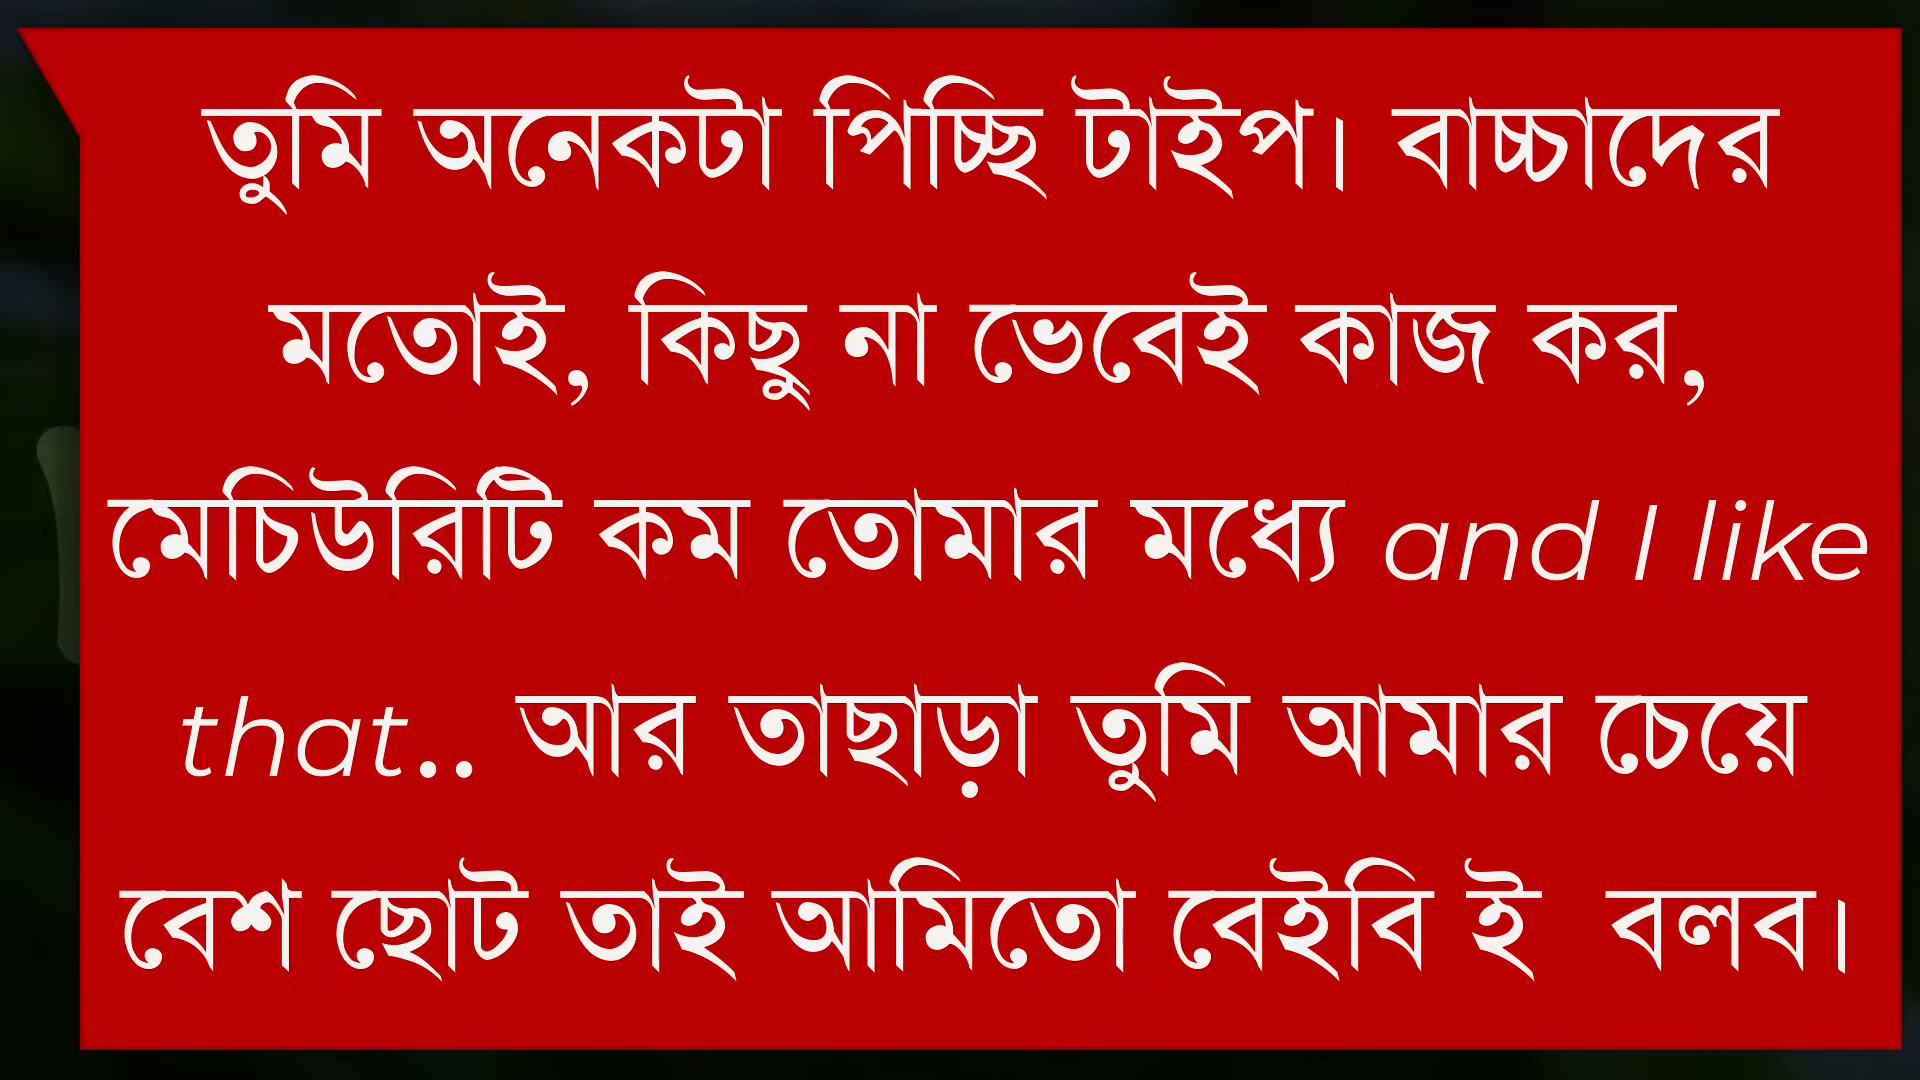 তুমি অনেকটা পিচ্ছি টাইপ। বাচ্চাদের
মতোই, কিছু না ভেবেই কাজ কর,
মেচিউরিটি কম তোমার মধ্যে and I like
that.. আর তাছাড়া তুমি আমার চেয়ে
বেশ ছোট তাই আমিতো বেইবি ই  বলব।